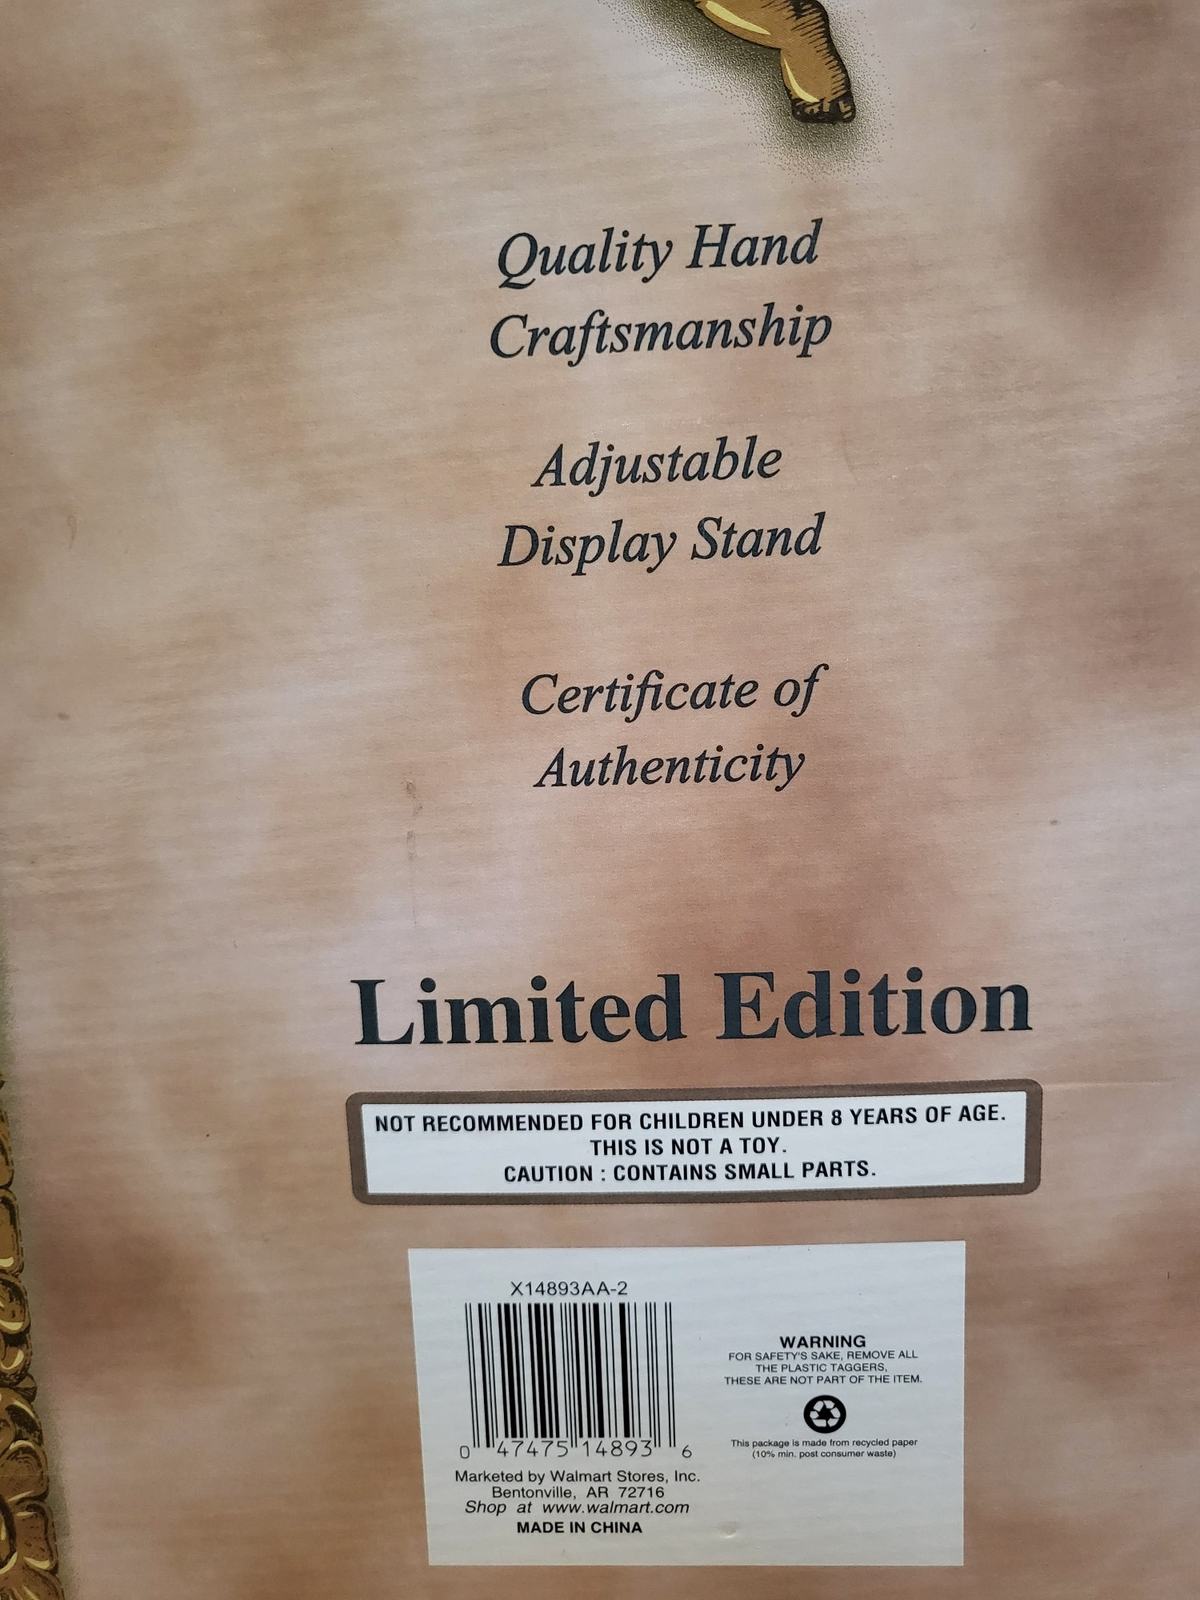 Quality Hand
Craftsmanship
Adjustable
Display Stand
Certificate of
Authenticity
Limited Edition
NOT RECOMMENDED FOR CHILDREN UNDER 8 YEARS OF AGE.
THIS IS NOT A TOY.
CAUTION : CONTAINS SMALL PARTS.
X14893AA-2
0 47475 14893 6
Marketed by Walmart Stores, Inc.
Bentonville, AR 72716
Shop at www.walmart.com
MADE IN CHINA
WARNING
FOR SAFETY'S SAKE, REMOVE ALL
THE PLASTIC TAGGERS,
THESE ARE NOT PART OF THE ITEM.
This package is made from recycled paper
(10% min. post consumer waste)